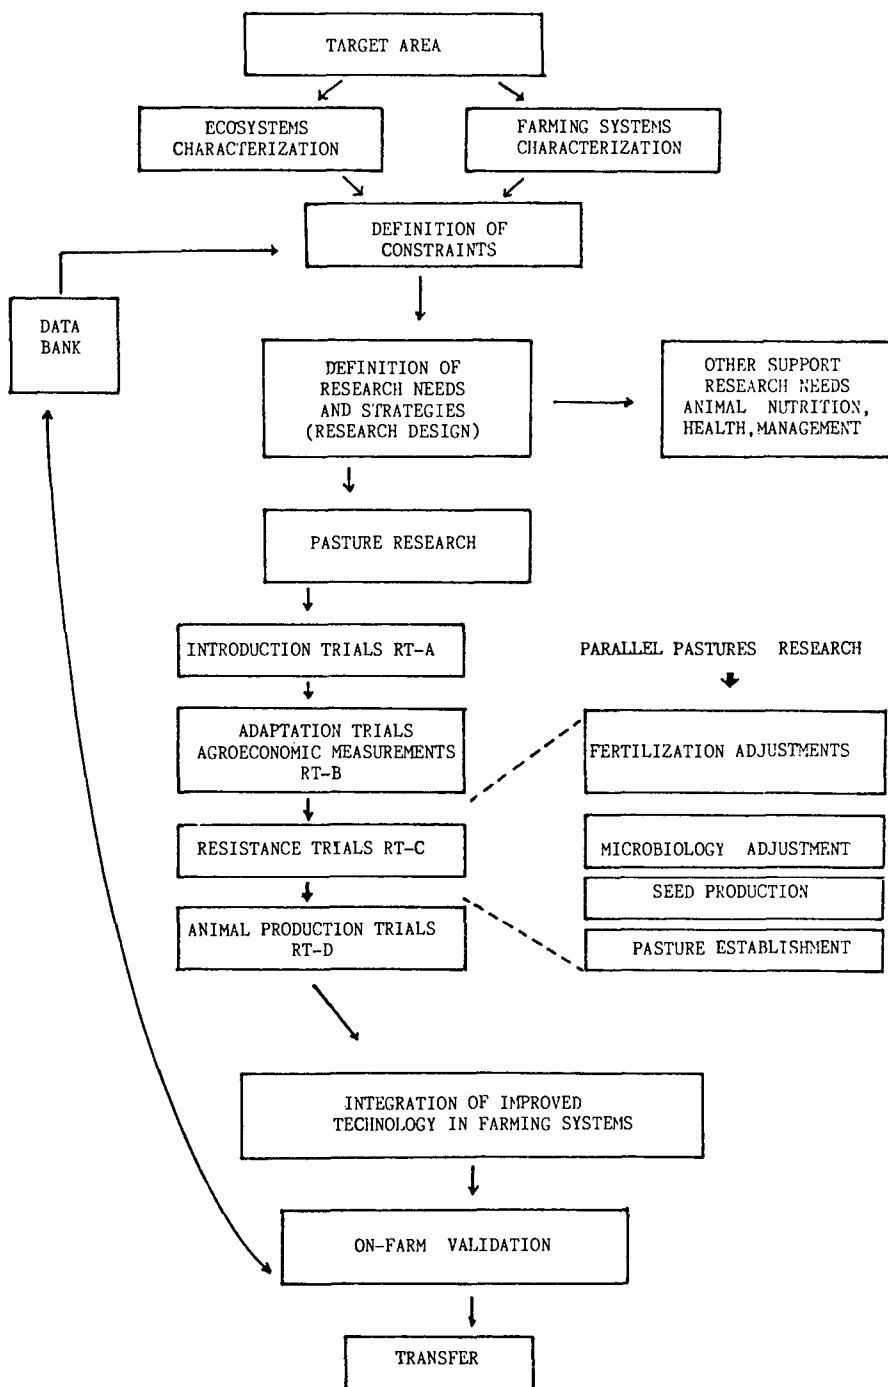 TARGET AREA
ECOSYSTEMS
CHARACTERIZATION
FARMING SYSTEMS
CHARACTERIZATION
DEFINITION OF
CONSTRAINTS
DATA
BANK
DEFINITION OF
RESEARCH NEEDS
AND STRATEGIES
(RESEARCH DESIGN)
OTHER SUPPORT
RESEARCH NEEDS
ANIMAL NUTRITION,
HEALTH, MANAGEMENT
PASTURE RESEARCH
INTRODUCTION TRIALS RT-A
PARALLEL PASTURES RESEARCH
ADAPTATION TRIALS
AGROECONOMIC MEASUREMENTS
RT-B
FERTILIZATION ADJUSTMENTS
RESISTANCE TRIALS RT-C
MICROBIOLOGY ADJUSTMENT
SEED PRODUCTION
ANIMAL PRODUCTION TRIALS
RT-D
PASTURE ESTABLISHMENT
INTEGRATION OF IMPROVED
TECHNOLOGY IN FARMING SYSTEMS
ON-FARM VALIDATION
TRANSFER